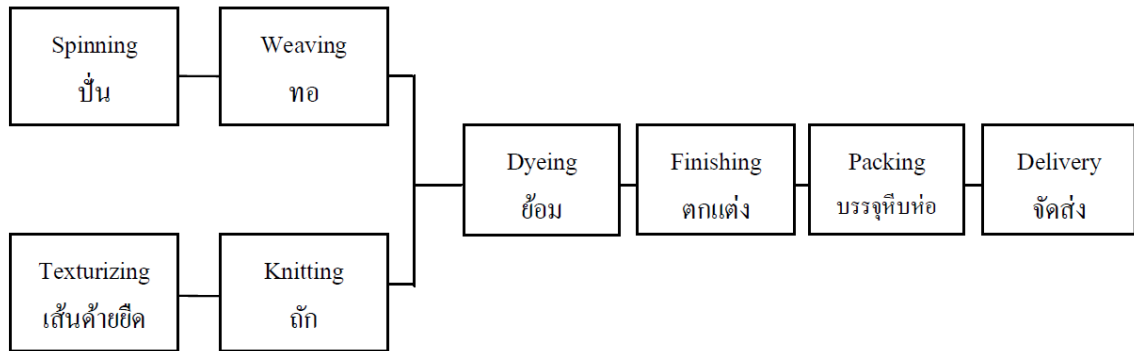 Spinning
ปั่น
Weaving
ทอ
Texturizing
เส้นด้ายยืด
Knitting
ถัก
Dyeing
ย้อม
Finishing
ตกแต่ง
Packing
บรรจุหีบห่อ
Delivery
จัดส่ง